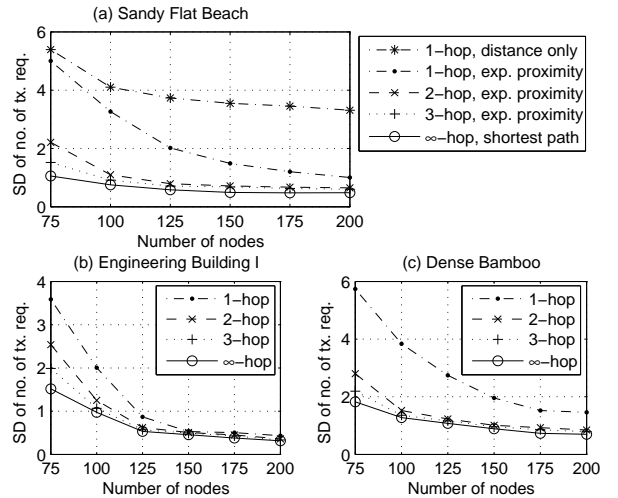 (a) Sandy Flat Beach
6
4
2
0
SD of no. of tx. req.
75 100 125 150 175 200
Number of nodes
1-hop, distance only
1-hop, exp. proximity
2-hop, exp. proximity
3-hop, exp. proximity
∞-hop, shortest path
(b) Engineering Building I
4
3
2
1
0
SD of no. of tx. req.
75 100 125 150 175 200
Number of nodes
1-hop
2-hop
3-hop
∞-hop
(c) Dense Bamboo
6
4
2
0
SD of no. of tx. req.
75 100 125 150 175 200
Number of nodes
1-hop
2-hop
3-hop
∞-hop